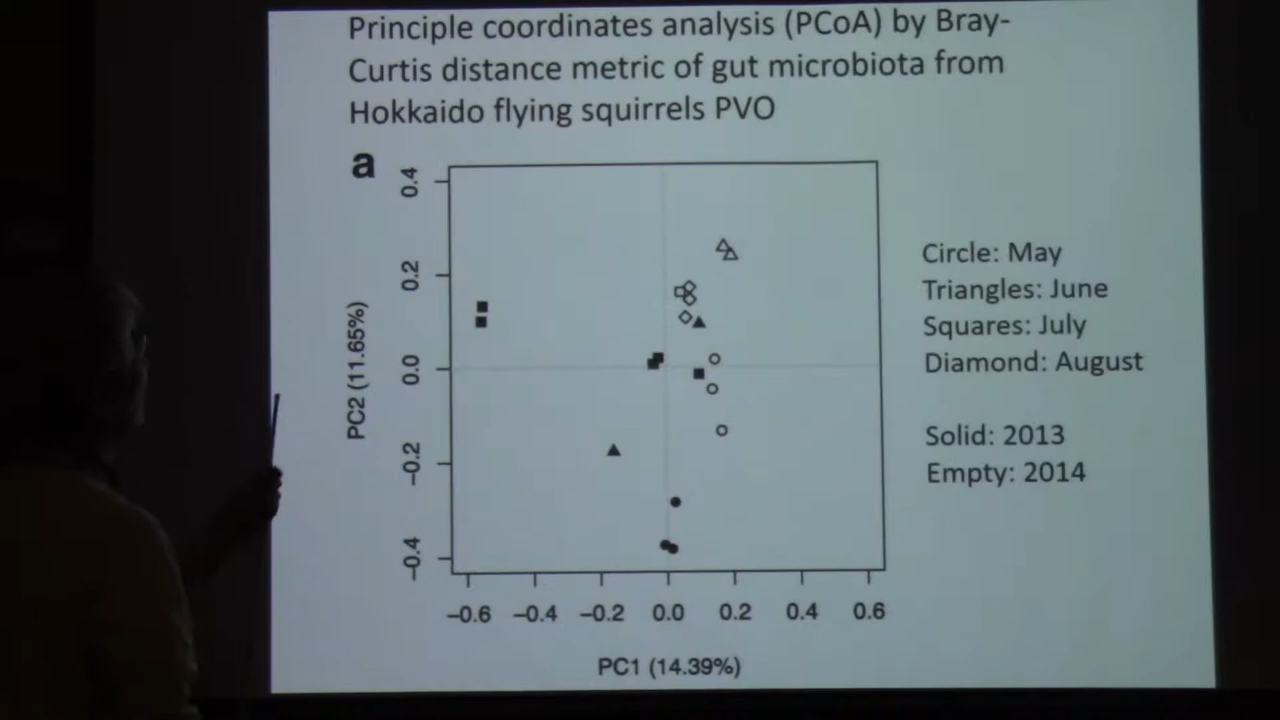 Principle coordinates analysis (PCoA) by Bray-
Curtis distance metric of gut microbiota from
Hokkaido flying squirrels PVO
a
0.4
0.2
0.0
−0.2
−0.4
PC2 (11.65%)
−0.6 −0.4 −0.2 0.0 0.2 0.4 0.6
PC1 (14.39%)
Circle: May
Triangles: June
Squares: July
Diamond: August
Solid: 2013
Empty: 2014